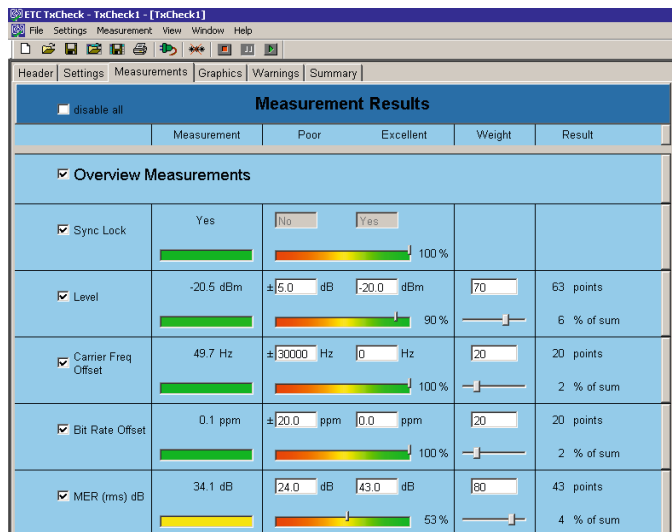 ETC TxCheck - TxCheck1 - [TxCheck1]
File Settings Measurement View Window Help
Header Settings Measurements Graphics Warnings Summary
disable all Measurement Results
Measurement Poor Excellent Weight Result
Overview Measurements
Yes No Yes
Sync Lock
100 %
-20.5 dBm ± 5.0 dB -20.0 dBm 70 63 points
Level
90 % 6 % of sum
49.7 Hz ± 30000 Hz 0 Hz 20 20 points
Carrier Freq
Offset
100 % 2 % of sum
0.1 ppm ± 20.0 ppm 0.0 ppm 20 20 points
Bit Rate Offset
100 % 2 % of sum
34.1 dB 24.0 dB 43.0 dB 80 43 points
MER (rms) dB
53 % 4 % of sum